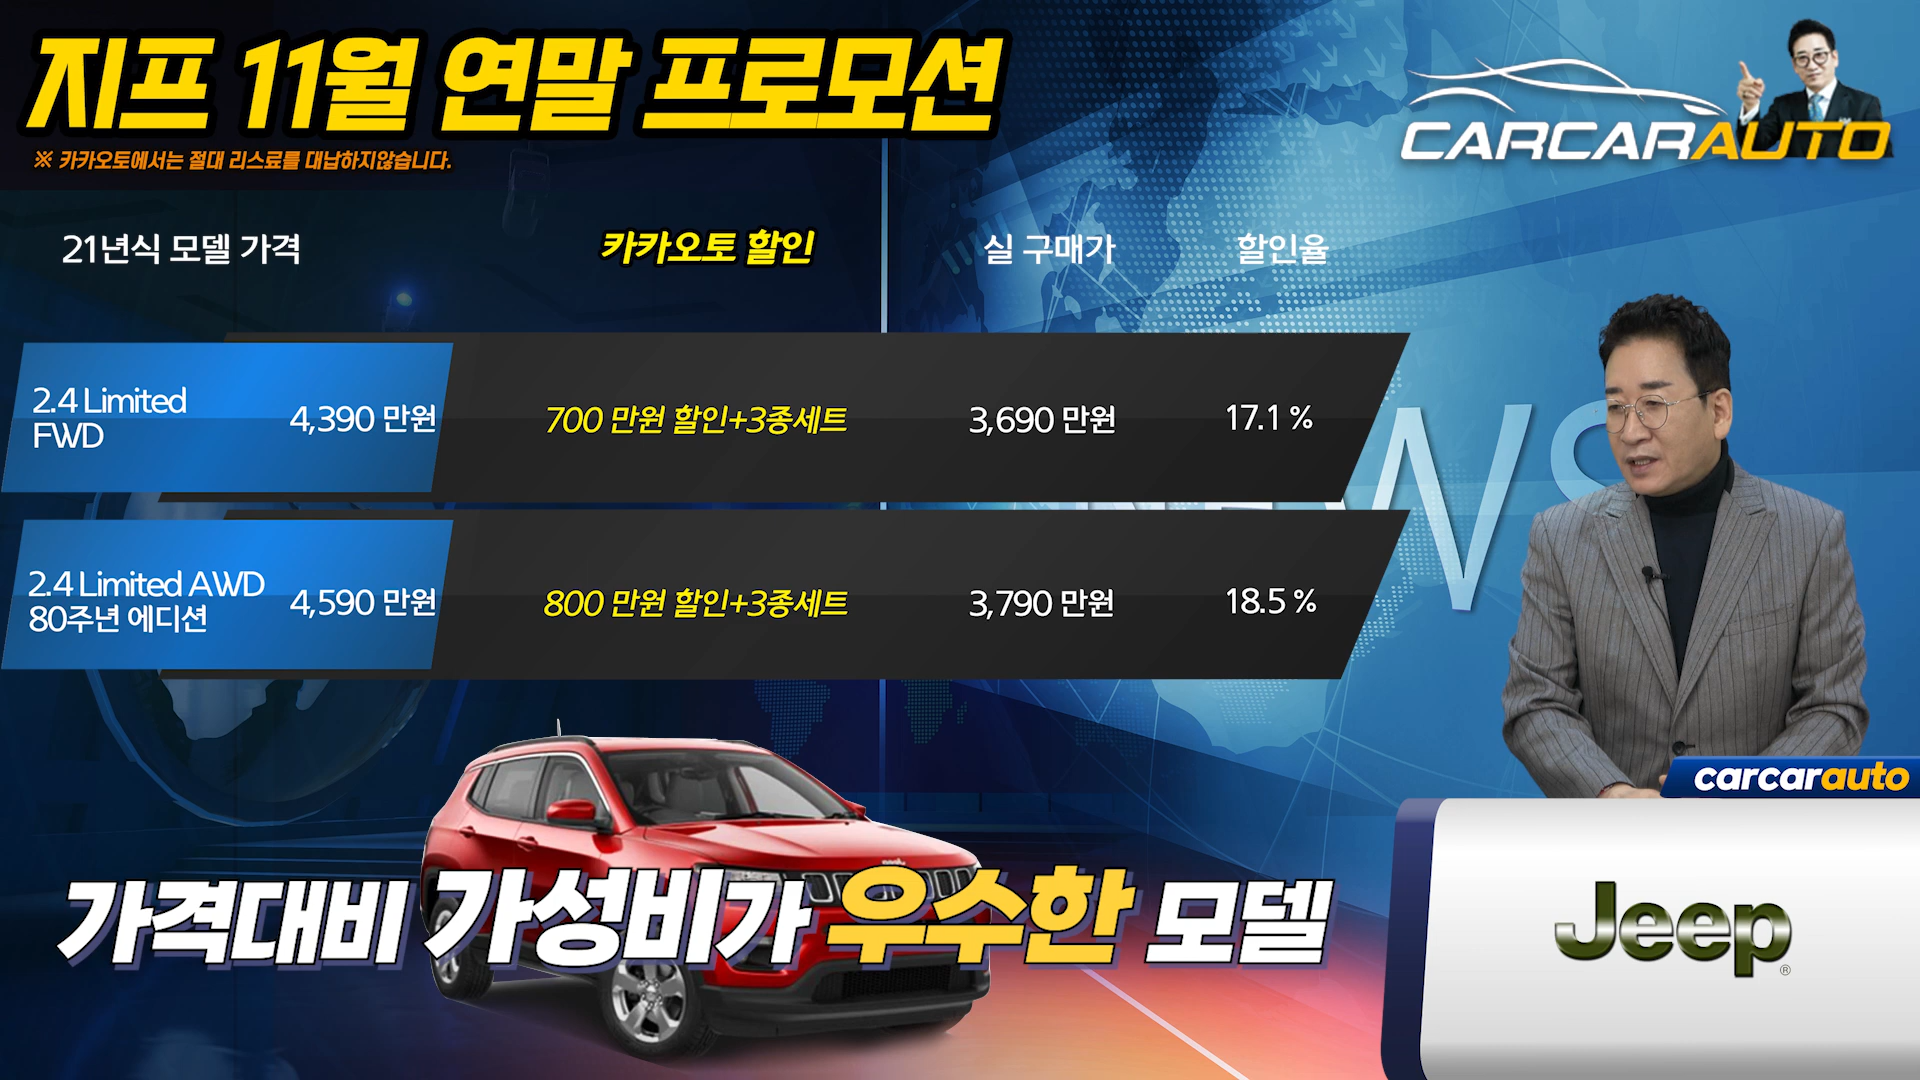 지프 11월 연말 프로모션
※ 카카오토에서는 절대 리스료를 대납하지않습니다.
CARCARAUTO
21년식 모델 가격 카카오토 할인 실 구매가 할인율
2.4 Limited
FWD
4,390 만원 700 만원 할인+3종세트 3,690 만원 17.1 %
2.4 Limited AWD
80주년 에디션
4,590 만원 800 만원 할인+3종세트 3,790 만원 18.5 %
carcarauto
가격대비 가성비가 우수한 모델
Jeep
®